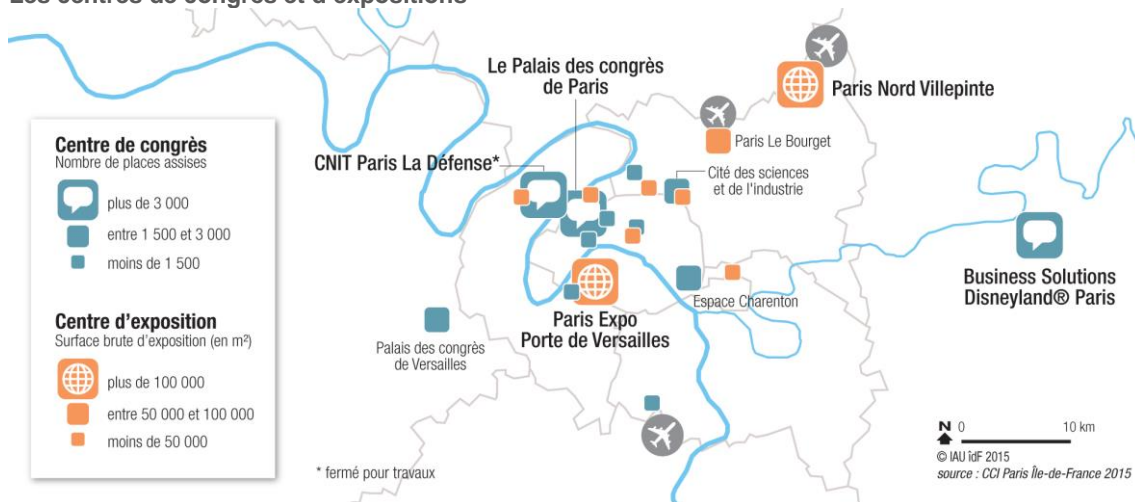 Les centres de congrès et d'expositions
Centre de congrès
Nombre de places assises
plus de 3 000
entre 1 500 et 3 000
moins de 1 500
Centre d'exposition
Surface brute d'exposition (en m²)
plus de 100 000
entre 50 000 et 100 000
moins de 50 000
Le Palais des congrès
de Paris
CNIT Paris La Défense*
Paris Nord Villepinte
Paris Le Bourget
Cité des sciences
et de l'industrie
Business Solutions
Disneyland® Paris
Espace Charenton
Paris Expo
Porte de Versailles
Palais des congrès
de Versailles
* fermé pour travaux
N 0 10 km
© IAU îdF 2015
source : CCI Paris Île-de-France 2015